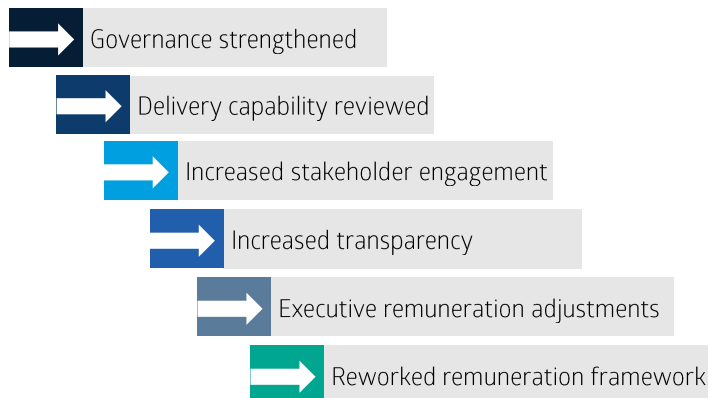 Governance strengthened
Delivery capability reviewed
Increased stakeholder engagement
Increased transparency
Executive remuneration adjustments
Reworked remuneration framework